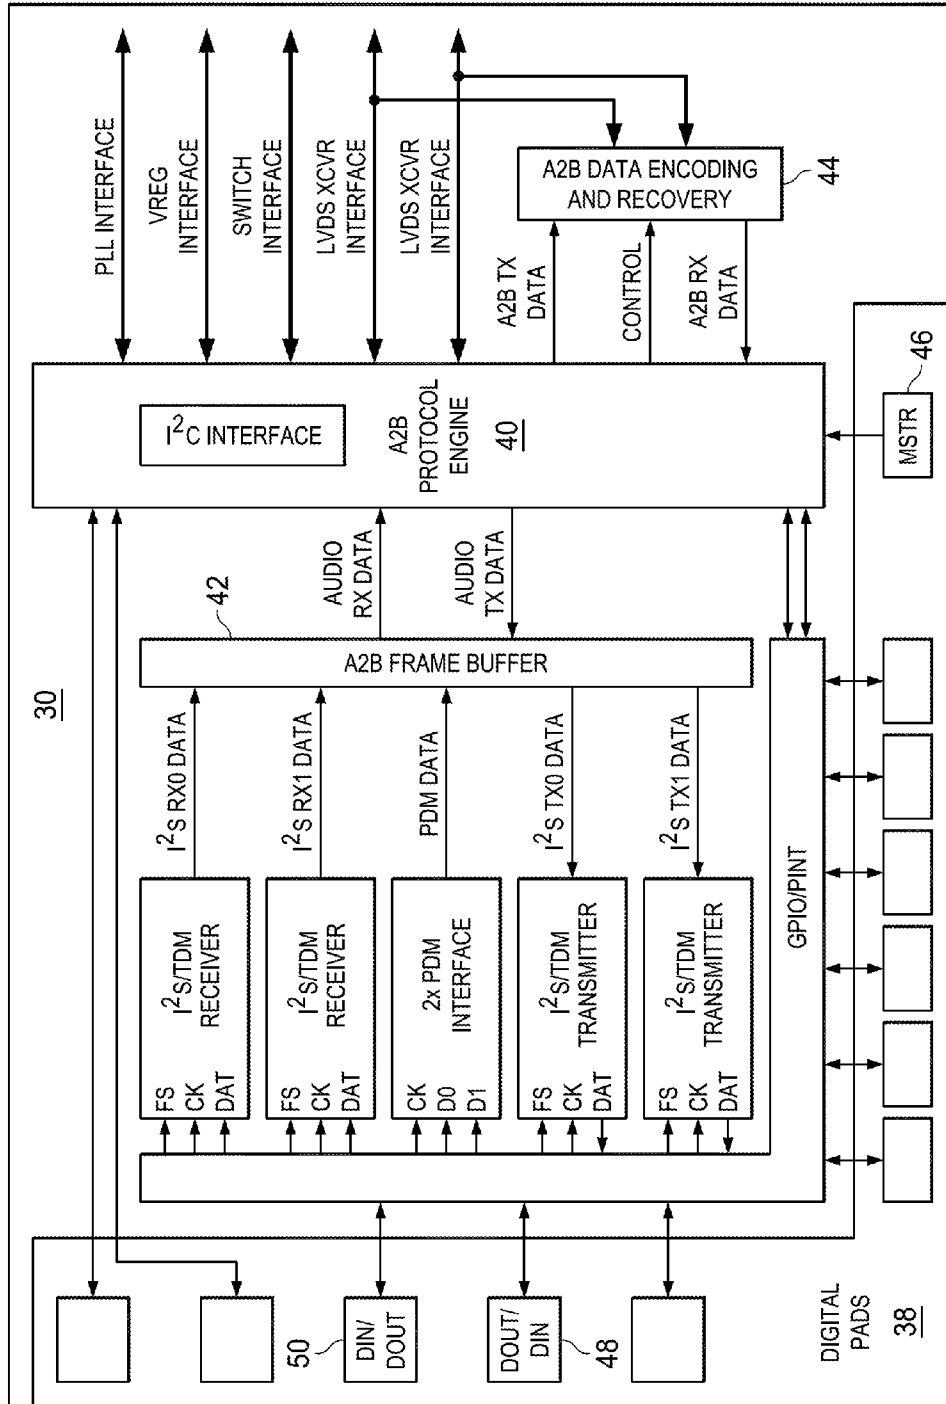 PLL INTERFACE
VREG
INTERFACE
SWITCH
INTERFACE
LVDS XCVR
INTERFACE
LVDS XCVR
INTERFACE
A2B DATA ENCODING
AND RECOVERY
44
A2B TX
DATA
CONTROL
A2B RX
DATA
I²C INTERFACE
A2B
PROTOCOL
ENGINE
40
MSTR
46
AUDIO
RX DATA
AUDIO
TX DATA
42
A2B FRAME BUFFER
30
I²S RX0 DATA
I²S RX1 DATA
PDM DATA
I²S TX0 DATA
I²S TX1 DATA
I²S/TDM
RECEIVER
FS
CK
DAT
I²S/TDM
RECEIVER
FS
CK
DAT
2x PDM
INTERFACE
CK
D0
D1
I²S/TDM
TRANSMITTER
FS
CK
DAT
I²S/TDM
TRANSMITTER
FS
CK
DAT
GPIO/PINT
50
DIN/
DOUT
DOUT/
DIN
48
DIGITAL
PADS
38